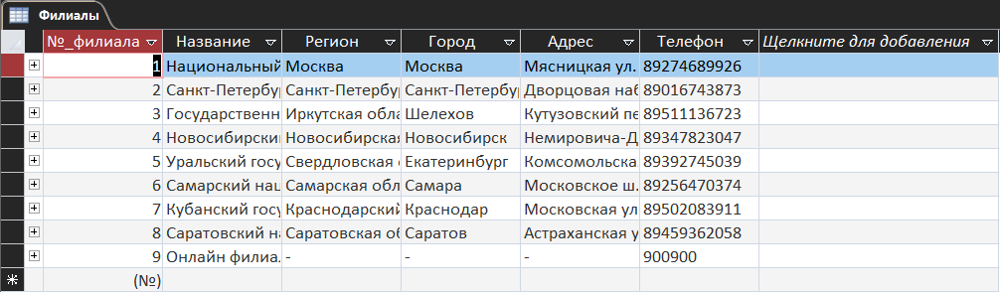 Филиалы
№_филиала Название Регион Город Адрес Телефон Щелкните для добавления
1 Национальный Москва Москва Мясницкая ул. 89274689926
2 Санкт-Петербур Санкт-Петербу Санкт-Петербур Дворцовая наб 89016743873
3 Государственн Иркутская обла Шелехов Кутузовский пе 89511136723
4 Новосибирски Новосибирская Новосибирск Немирович-Д 89347823047
5 Уральский госу Свердловская о Екатеринбург Комсомольска 89392745039
6 Самарский нац Самарская обл Самара Московское ш. 89256470374
7 Кубанский госу Краснодарский Краснодар Московская ул 89502083911
8 Саратовский на Саратовская об Саратов Астраханская у 89459362058
9 Онлайн филиал - - - 900900
(№)